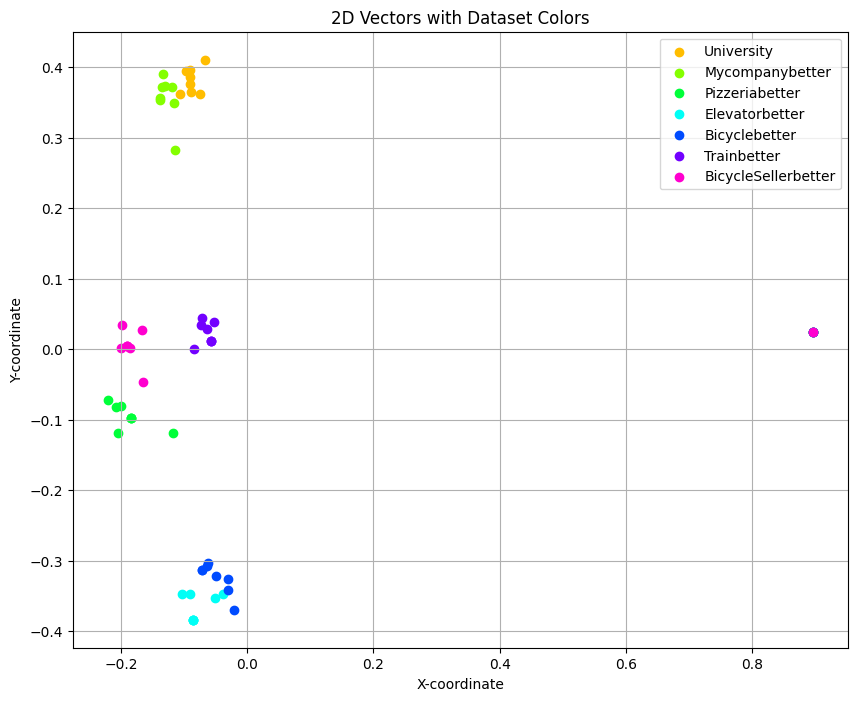 2D Vectors with Dataset Colors
University
Mycompanybetter
Pizzeriabetter
Elevatorbetter
Bicyclebetter
Trainbetter
BicycleSellerbetter
0.4
0.3
0.2
0.1
0.0
−0.1
−0.2
−0.3
−0.4
Y-coordinate
−0.2
0.0
0.2
0.4
0.6
0.8
X-coordinate